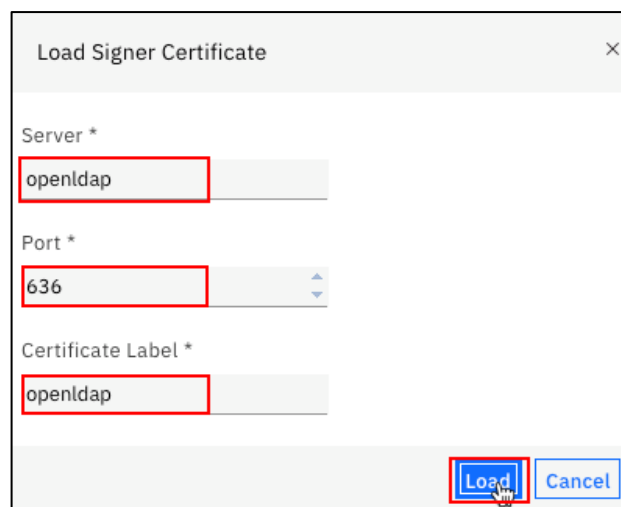 Load Signer Certificate
Server *
openldap
Port *
636
Certificate Label *
openldap
Load Cancel